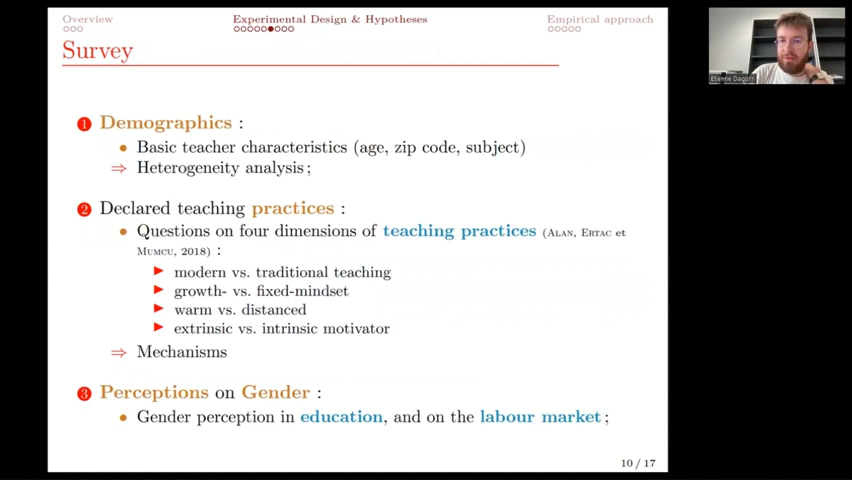 Overview
Experimental Design & Hypotheses
Empirical approach
Survey
Etienne Dagorn
1 Demographics :
• Basic teacher characteristics (age, zip code, subject)
⇒ Heterogeneity analysis ;
2 Declared teaching practices :
• Questions on four dimensions of teaching practices (Alan, Ertac et
Mumcu, 2018) :
▶ modern vs. traditional teaching
▶ growth- vs. fixed-mindset
▶ warm vs. distanced
▶ extrinsic vs. intrinsic motivator
⇒ Mechanisms
3 Perceptions on Gender :
• Gender perception in education, and on the labour market ;
10 / 17